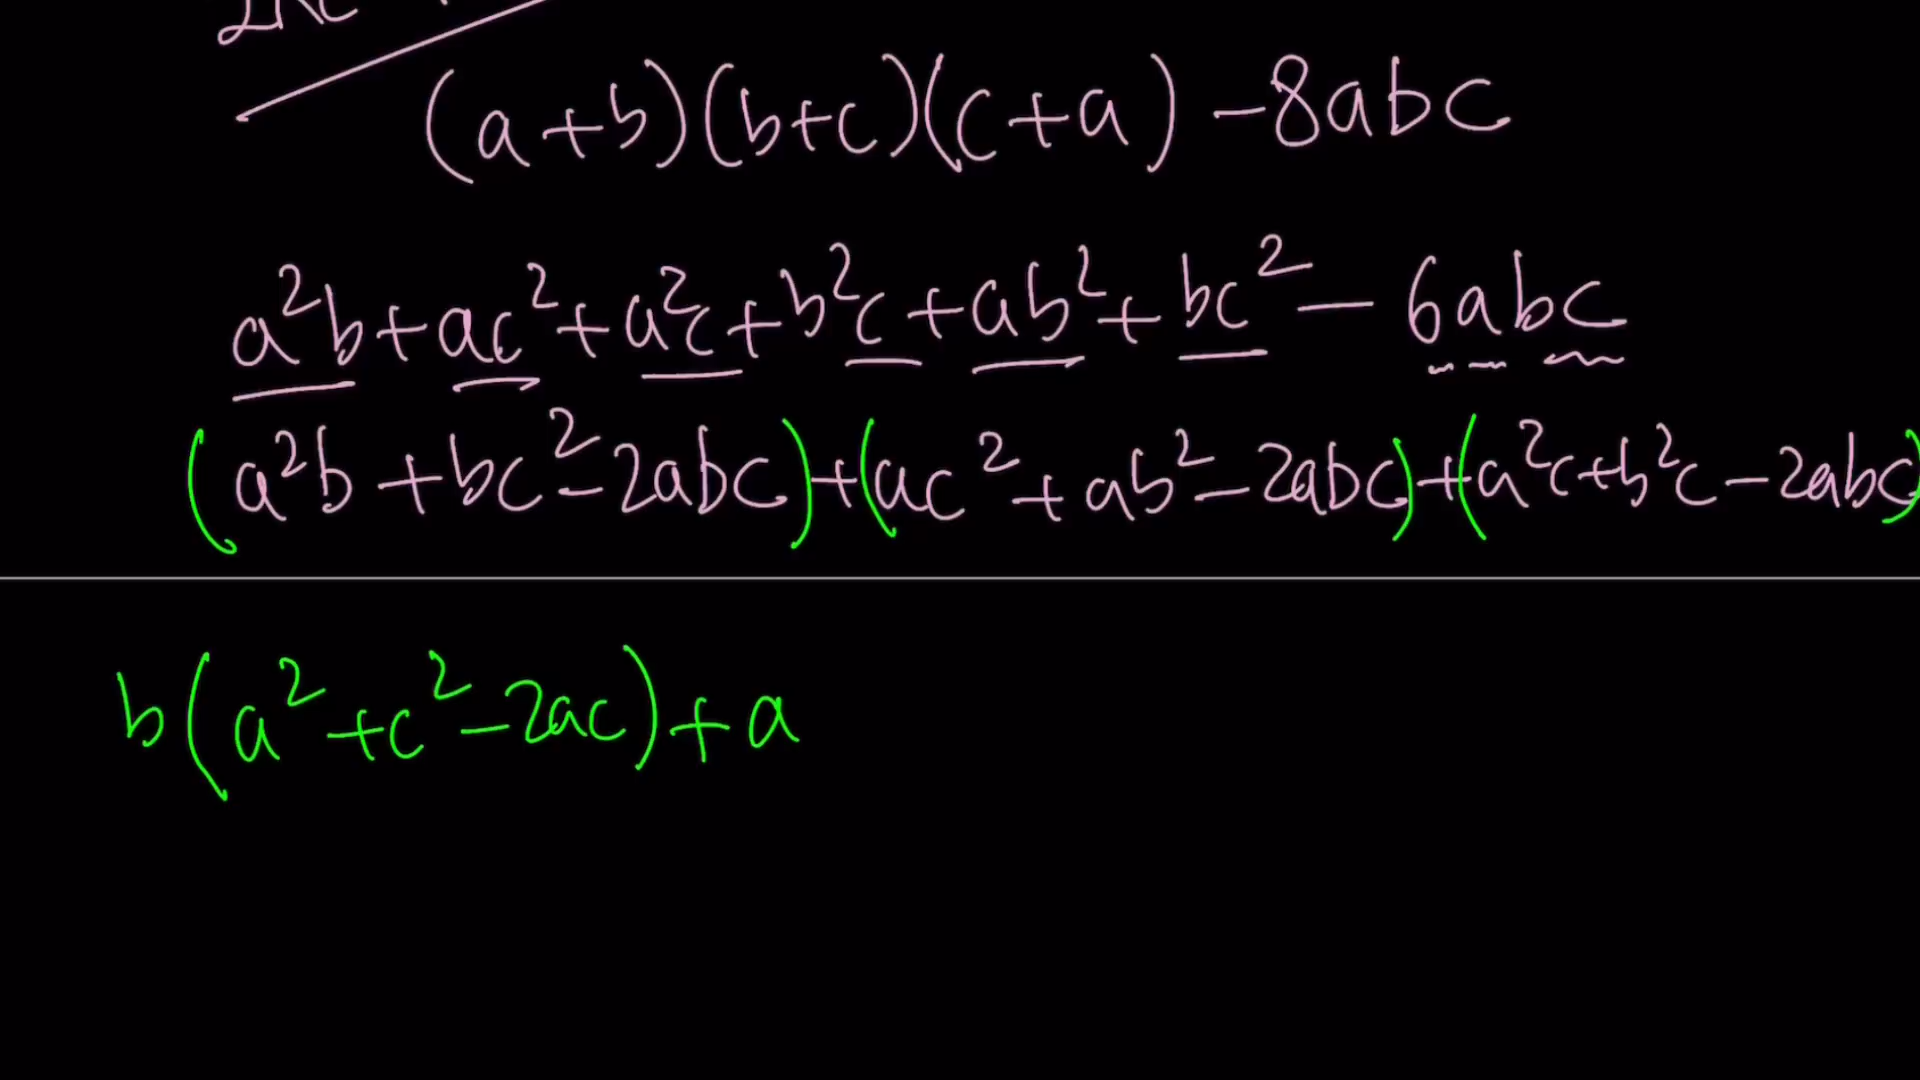 (a+b)(b+c)(c+a) -8abc
a²b+ac²+a²c+b²c+ab²+bc²-6abc
(a²b+bc²-2abc)+(ac²+ab²-2abc)+(a²c+b²c-2abc)
b(a²+c²-2ac)+a